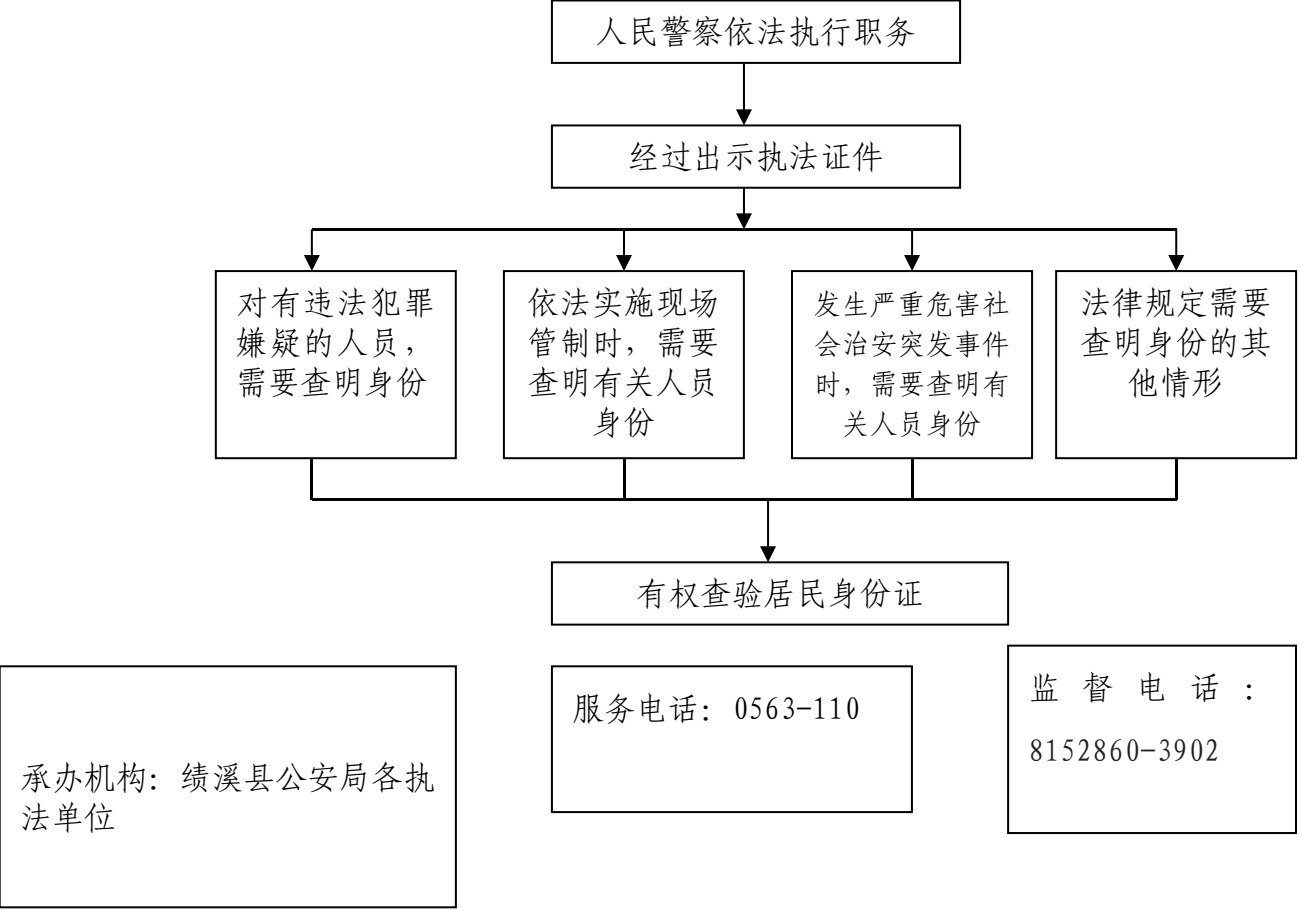 人民警察依法执行职务
经过出示执法证件
对有违法犯罪
嫌疑的人员，
需要查明身份
依法实施现场
管制时，需要
查明有关人员
身份
发生严重危害社
会治安突发事件
时，需要查明有
关人员身份
法律规定需要
查明身份的其
他情形
有权查验居民身份证
承办机构：绩溪县公安局各执
法单位
服务电话：0563-110
监督电话：
8152860-3902